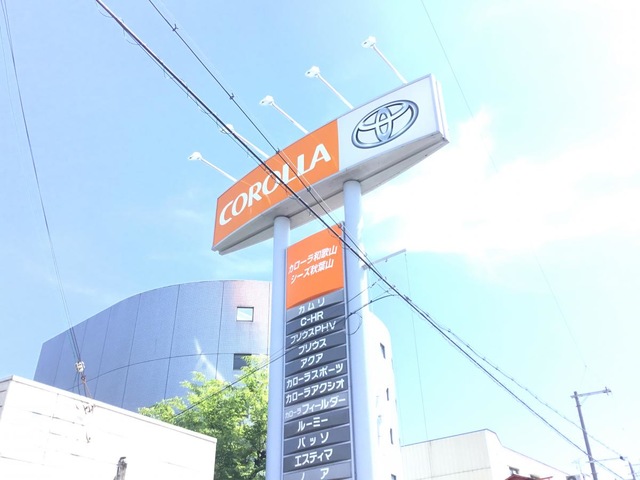 COROLLA
カローラ和歌山
シーズ秋葉山
カムリ
C-HR
プリウスPHV
プリウス
アクア
カローラスポーツ
カローラアクシオ
カローラフィールダー
ルーミー
パッソ
エスティマ
ノア